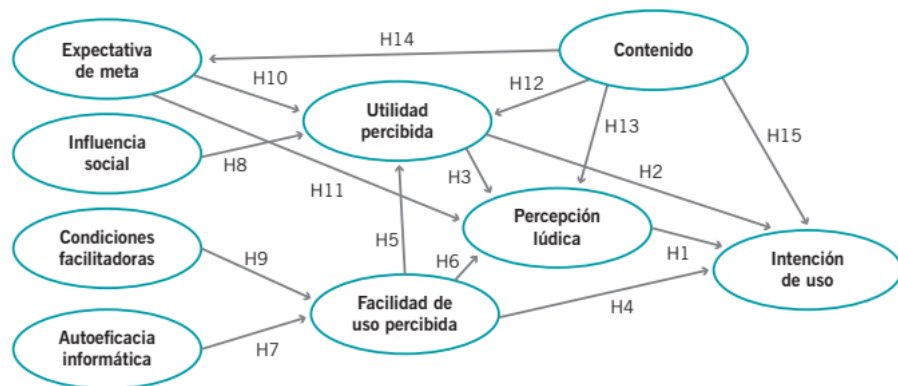 Expectativa
de meta
H14
Contenido
H10
H12
Utilidad
percibida
Influencia
social
H8
H13
H15
H3
H2
H11
Percepción
lúdica
Condiciones
facilitadoras
H9
H5
H6
H1
Intención
de uso
Facilidad de
uso percibida
H4
Autoeficacia
informática
H7